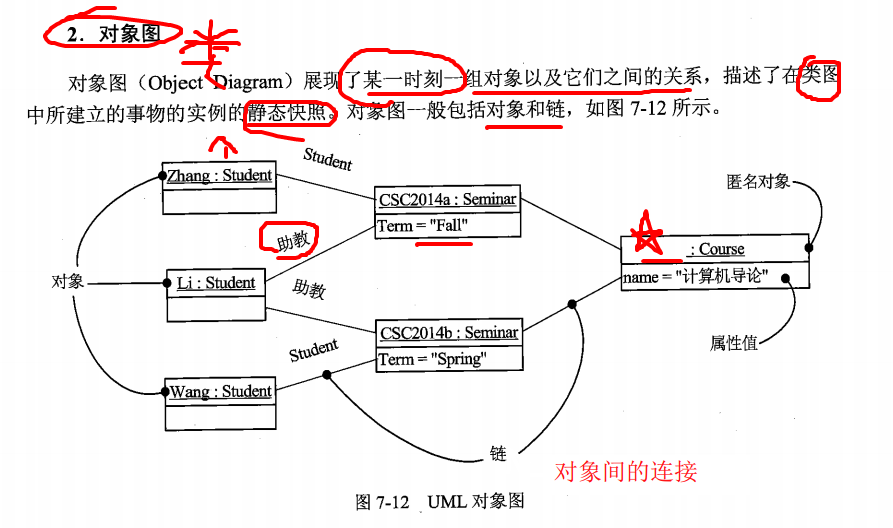 2. 对象图
对象图（Object Diagram）展现了某一时刻一组对象以及它们之间的关系，描述了在类图
中所建立的事物的实例的静态快照。对象图一般包括对象和链，如图 7-12 所示。
Zhang : Student
Student
CSC2014a : Seminar
Term = "Fall"
匿名对象
助教
: Course
name = "计算机导论"
对象
Li : Student
助教
CSC2014b : Seminar
Term = "Spring"
属性值
Student
Wang : Student
链
对象间的连接
图 7-12 UML 对象图